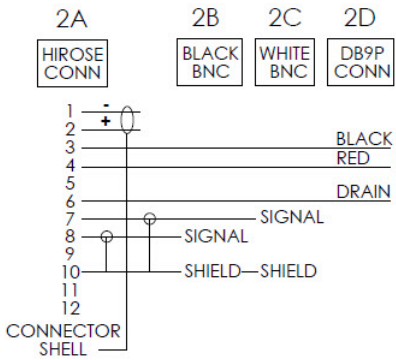 2A 2B 2C 2D
HIROSE CONN BLACK BNC WHITE BNC DB9P CONN
1 -
2 +
3 BLACK
4 RED
5
6 DRAIN
7 SIGNAL
8 SIGNAL
9
10 SHIELD SHIELD
11
12
CONNECTOR
SHELL